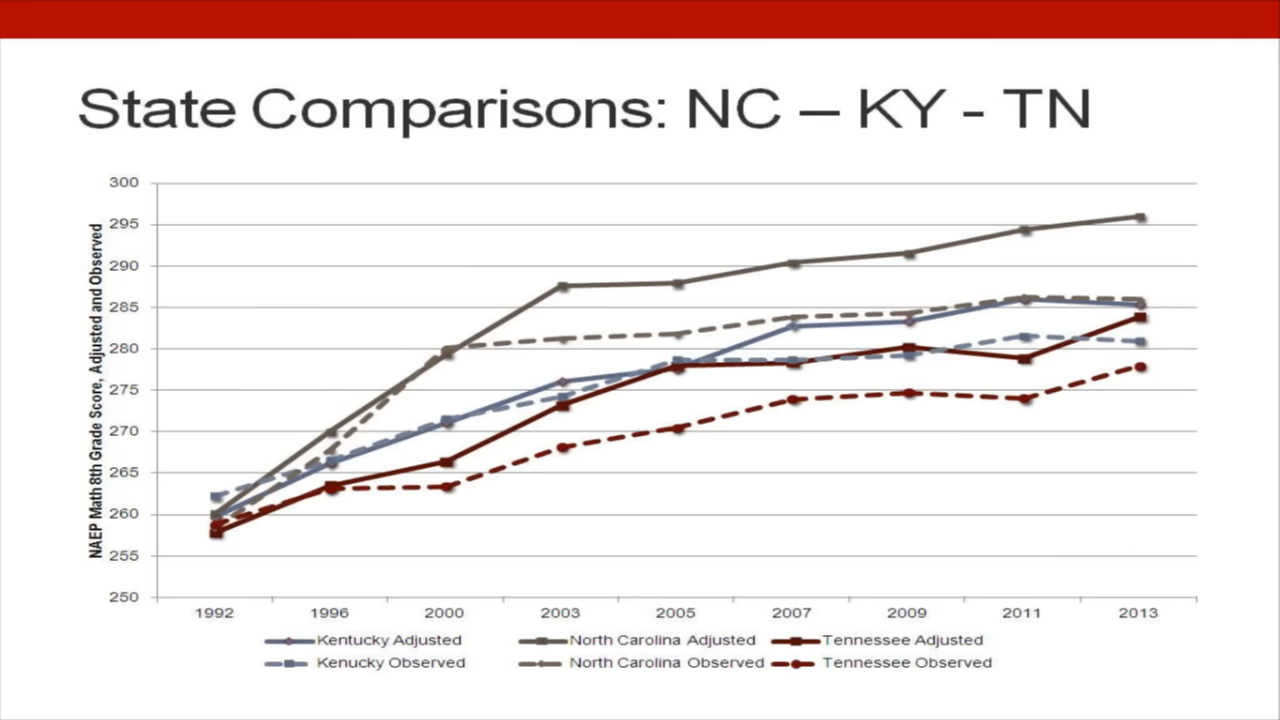 State Comparisons: NC – KY - TN
NAEP Math 8th Grade Score, Adjusted and Observed
300
295
290
285
280
275
270
265
260
255
250
1992 1996 2000 2003 2005 2007 2009 2011 2013
Kentucky Adjusted North Carolina Adjusted Tennessee Adjusted
Kenucky Observed North Carolina Observed Tennessee Observed